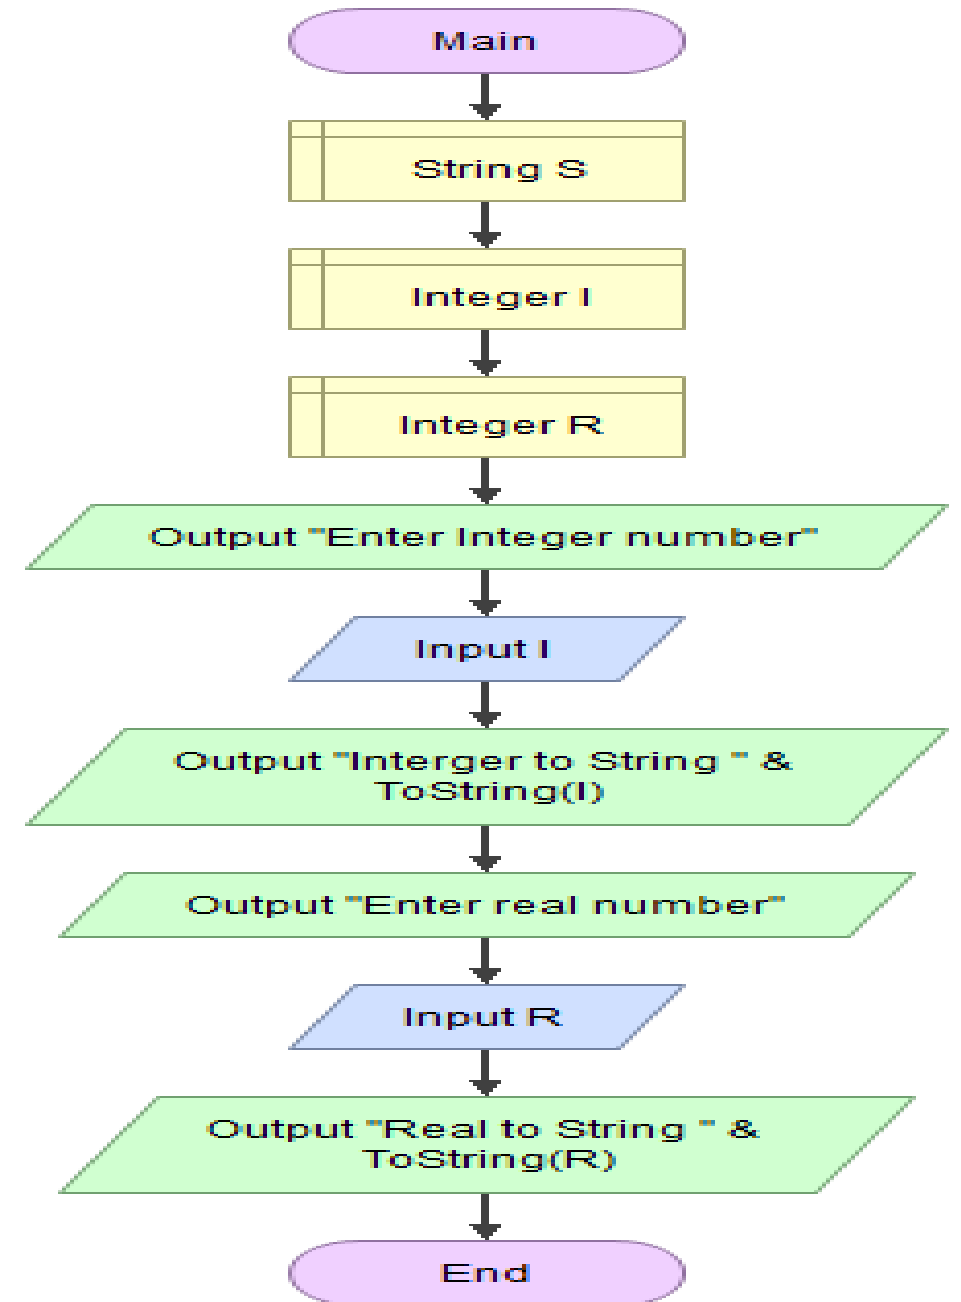 Main
String S
Integer I
Integer R
Output "Enter Integer number"
Input I
Output "Interger to String " &
ToString(I)
Output "Enter real number"
Input R
Output "Real to String " &
ToString(R)
End